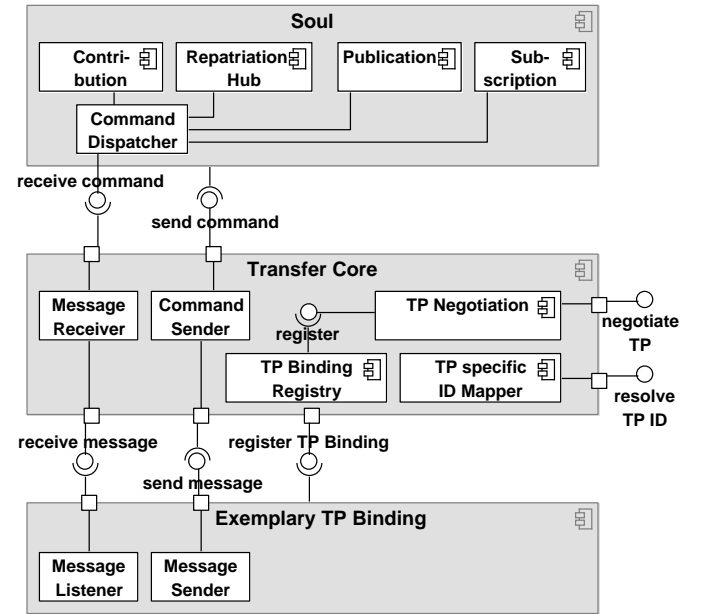 Soul
Contri-
bution
Repatriation
Hub
Publication
Sub-
scription
Command
Dispatcher
receive command
send command
Transfer Core
Message
Receiver
Command
Sender
register
TP Negotiation
negotiate
TP
TP Binding
Registry
TP specific
ID Mapper
resolve
TP ID
receive message
register TP Binding
send message
Exemplary TP Binding
Message
Listener
Message
Sender